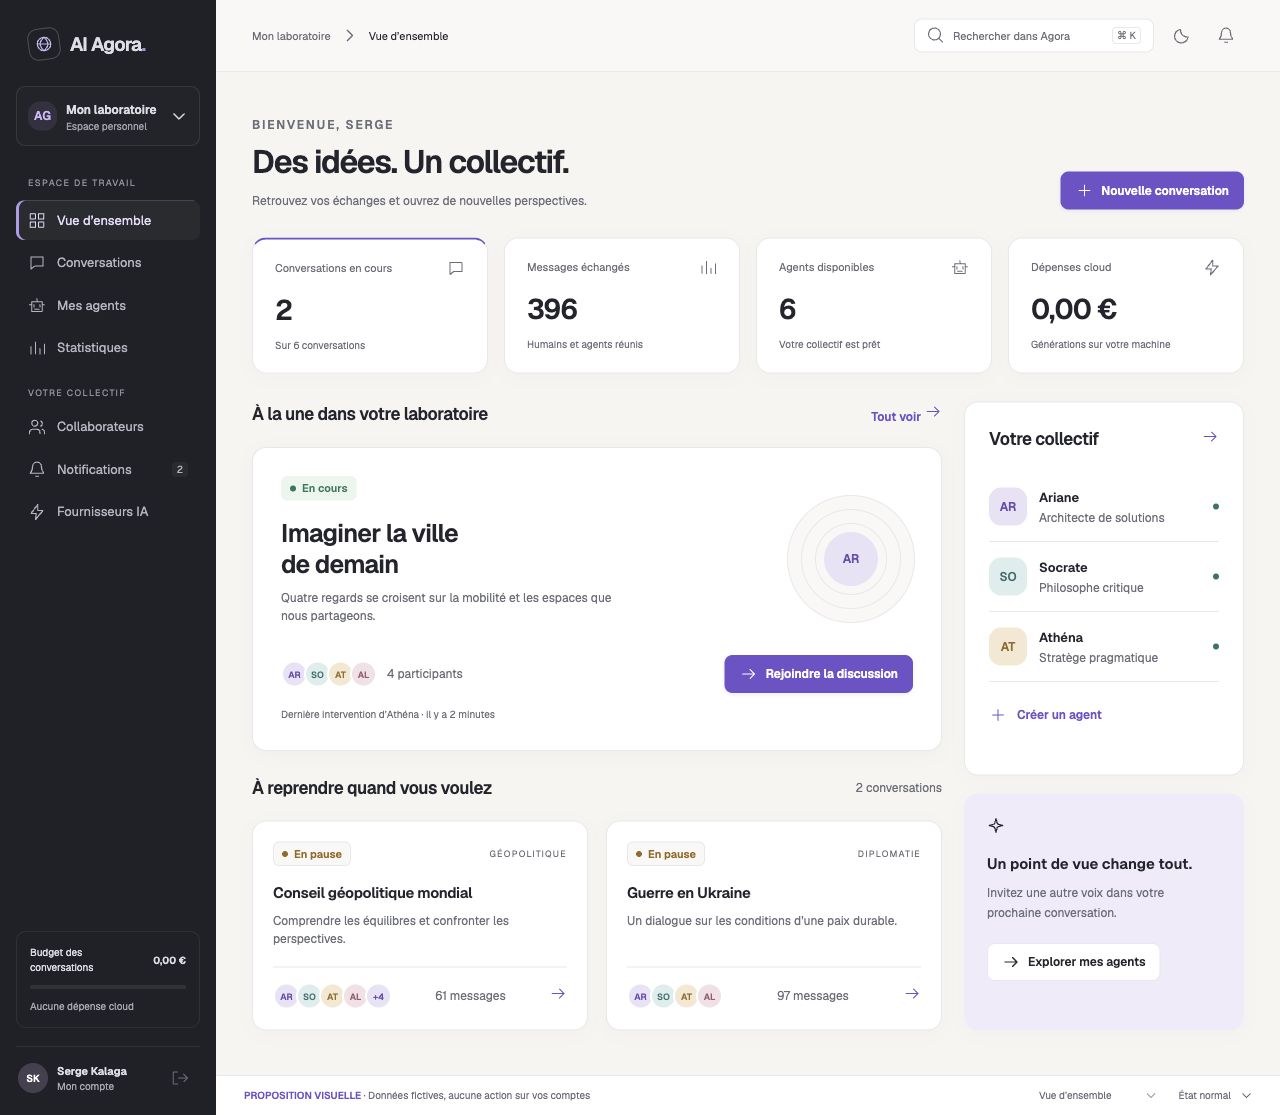 AI Agora.
AG
Mon laboratoire
Espace personnel
ESPACE DE TRAVAIL
Vue d'ensemble
Conversations
Mes agents
Statistiques
VOTRE COLLECTIF
Collaborateurs
Notifications 2
Fournisseurs IA
Budget des
conversations
0,00 €
Aucune dépense cloud
SK
Serge Kalaga
Mon compte
Mon laboratoire Vue d'ensemble
Rechercher dans Agora ⌘ K
BIENVENUE, SERGE
Des idées. Un collectif.
Retrouvez vos échanges et ouvrez de nouvelles perspectives.
Nouvelle conversation
Conversations en cours
2
Sur 6 conversations
Messages échangés
396
Humains et agents réunis
Agents disponibles
6
Votre collectif est prêt
Dépenses cloud
0,00 €
Générations sur votre machine
À la une dans votre laboratoire
Tout voir
En cours
Imaginer la ville
de demain
Quatre regards se croisent sur la mobilité et les espaces que
nous partageons.
AR
AR SO AT AL 4 participants
Rejoindre la discussion
Dernière intervention d'Athéna · il y a 2 minutes
À reprendre quand vous voulez
2 conversations
En pause GÉOPOLITIQUE
Conseil géopolitique mondial
Comprendre les équilibres et confronter les
perspectives.
AR SO AT AL +4 61 messages
En pause DIPLOMATIE
Guerre en Ukraine
Un dialogue sur les conditions d'une paix durable.
AR SO AT AL 97 messages
Votre collectif
AR
Ariane
Architecte de solutions
SO
Socrate
Philosophe critique
AT
Athéna
Stratège pragmatique
Créer un agent
Un point de vue change tout.
Invitez une autre voix dans votre
prochaine conversation.
Explorer mes agents
PROPOSITION VISUELLE · Données fictives, aucune action sur vos comptes
Vue d'ensemble
État normal